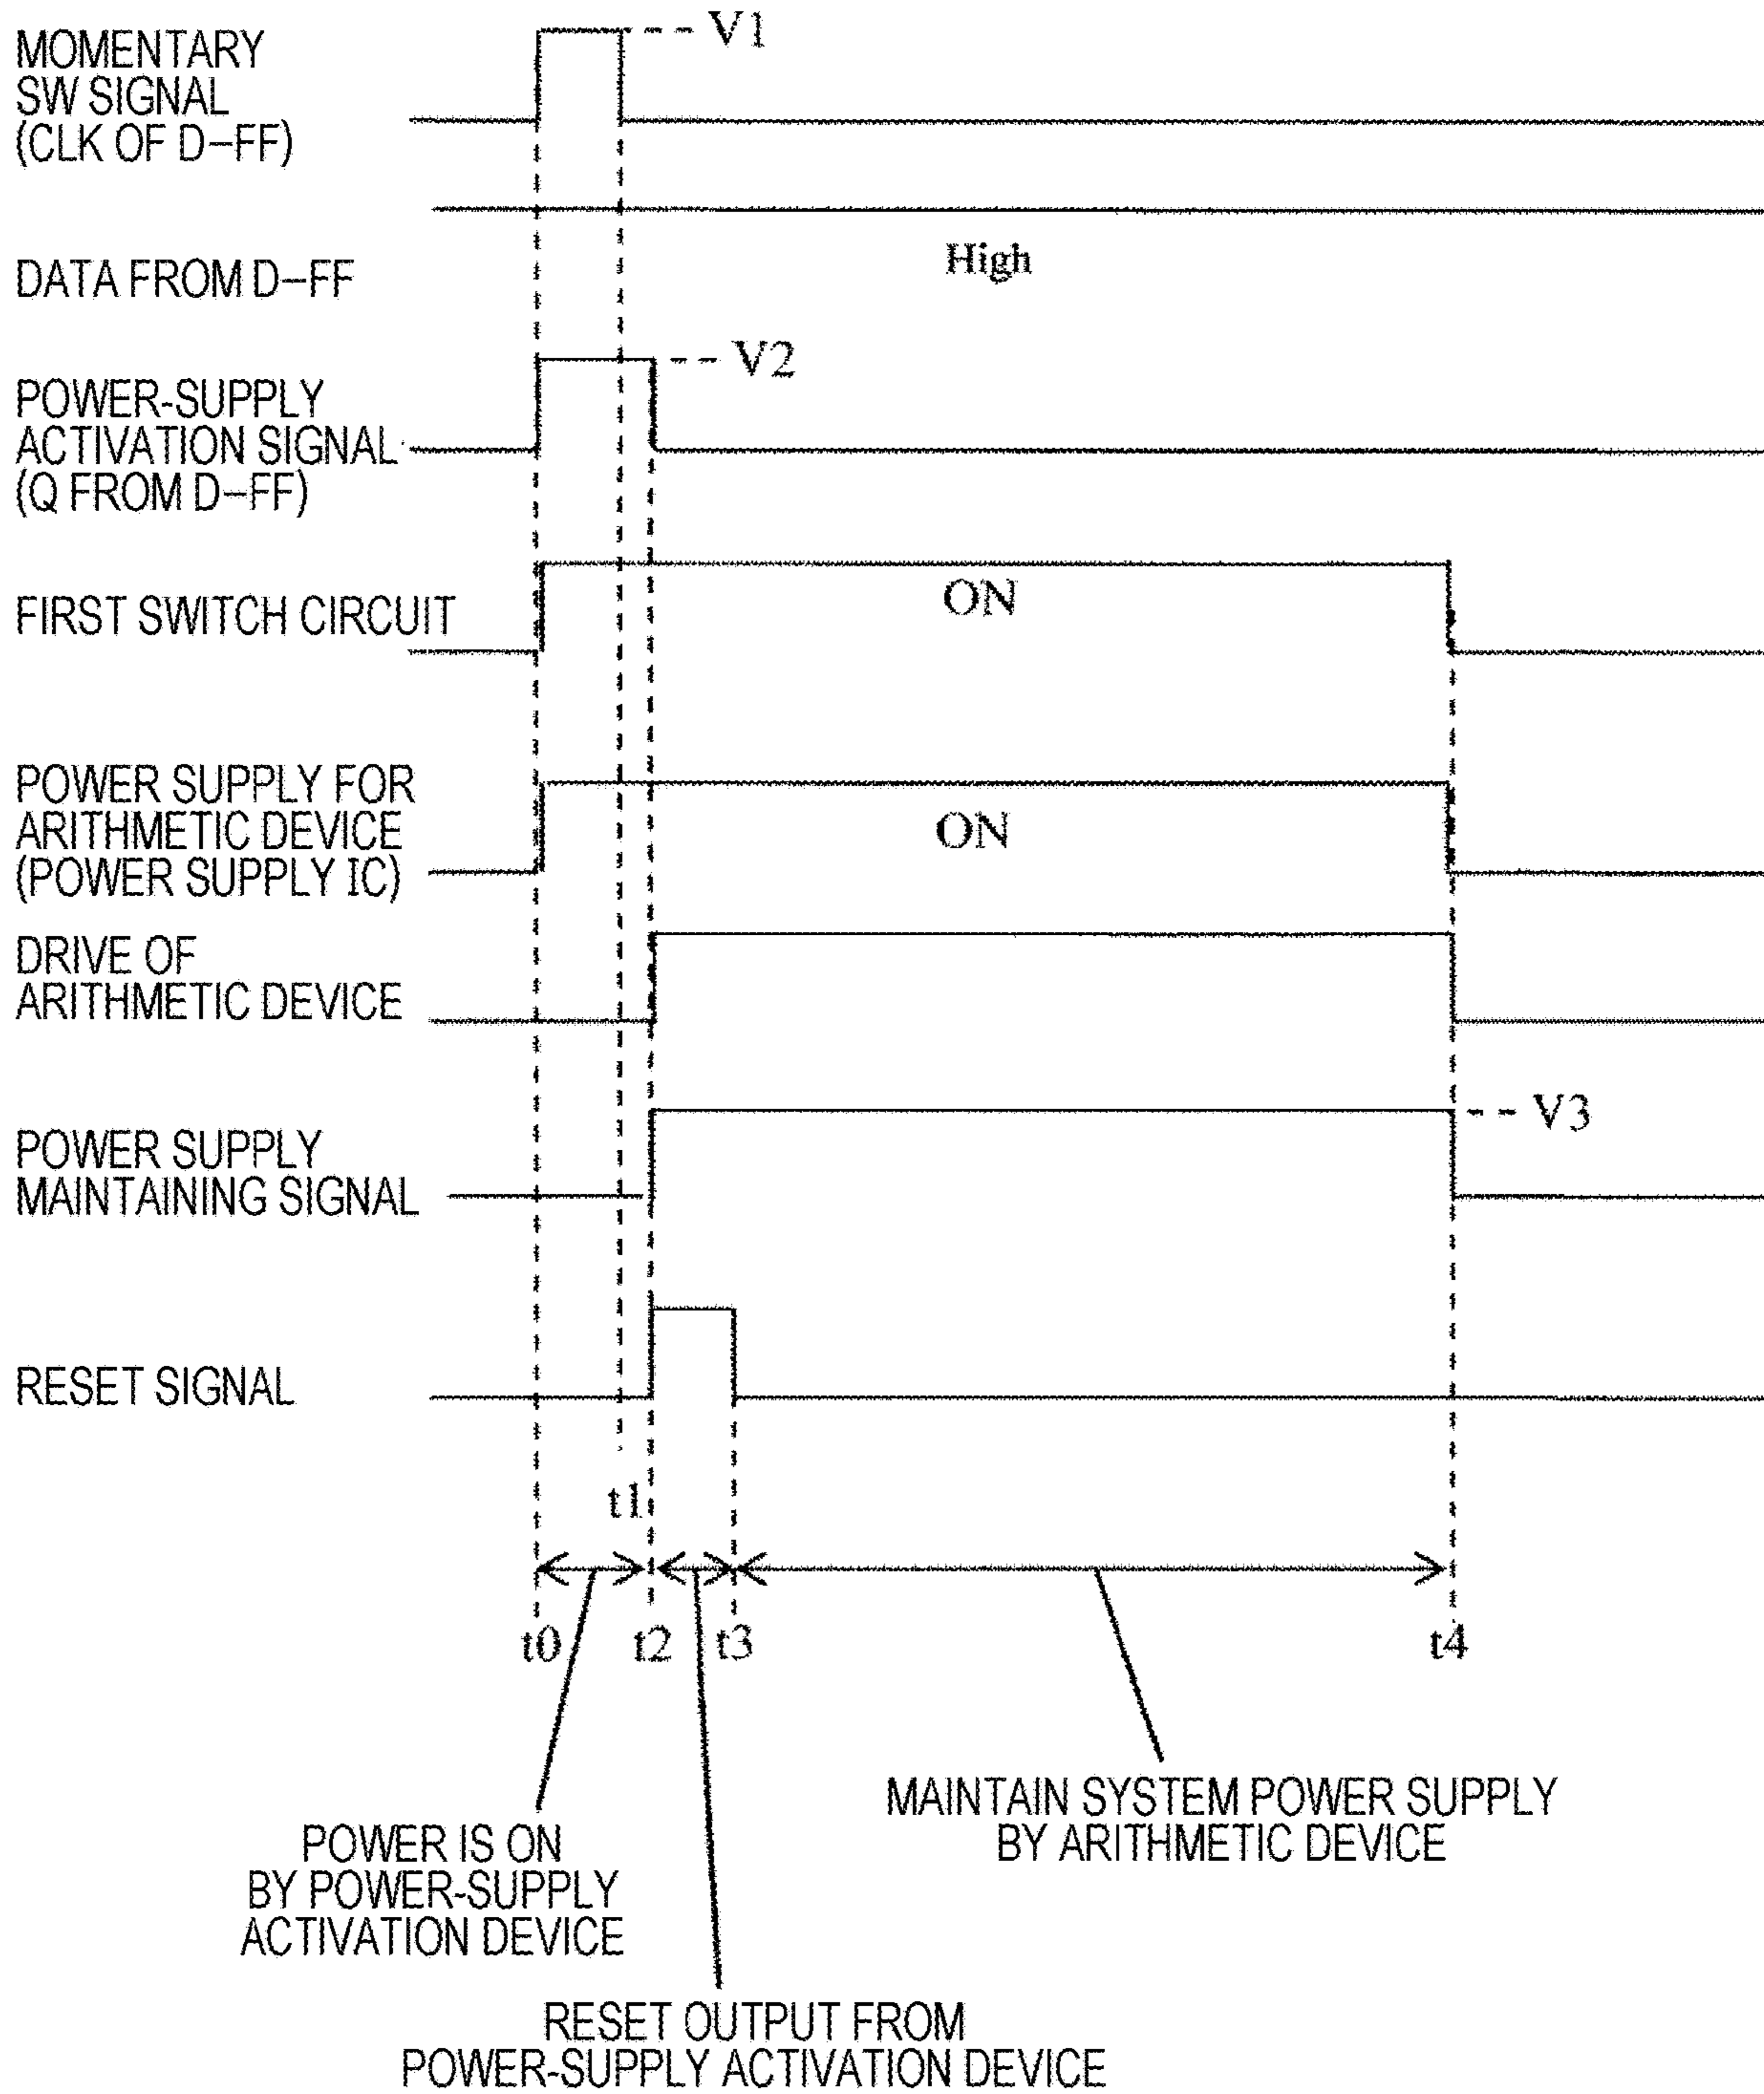 MOMENTARY
SW SIGNAL
(CLK OF D-FF)
V1
DATA FROM D-FF
High
POWER-SUPPLY
ACTIVATION SIGNAL
(Q FROM D-FF)
V2
FIRST SWITCH CIRCUIT
ON
POWER SUPPLY FOR
ARITHMETIC DEVICE
(POWER SUPPLY IC)
ON
DRIVE OF
ARITHMETIC DEVICE
POWER SUPPLY
MAINTAINING SIGNAL
V3
RESET SIGNAL
t1
t0
t2
t3
t4
MAINTAIN SYSTEM POWER SUPPLY
BY ARITHMETIC DEVICE
POWER IS ON
BY POWER-SUPPLY
ACTIVATION DEVICE
RESET OUTPUT FROM
POWER-SUPPLY ACTIVATION DEVICE